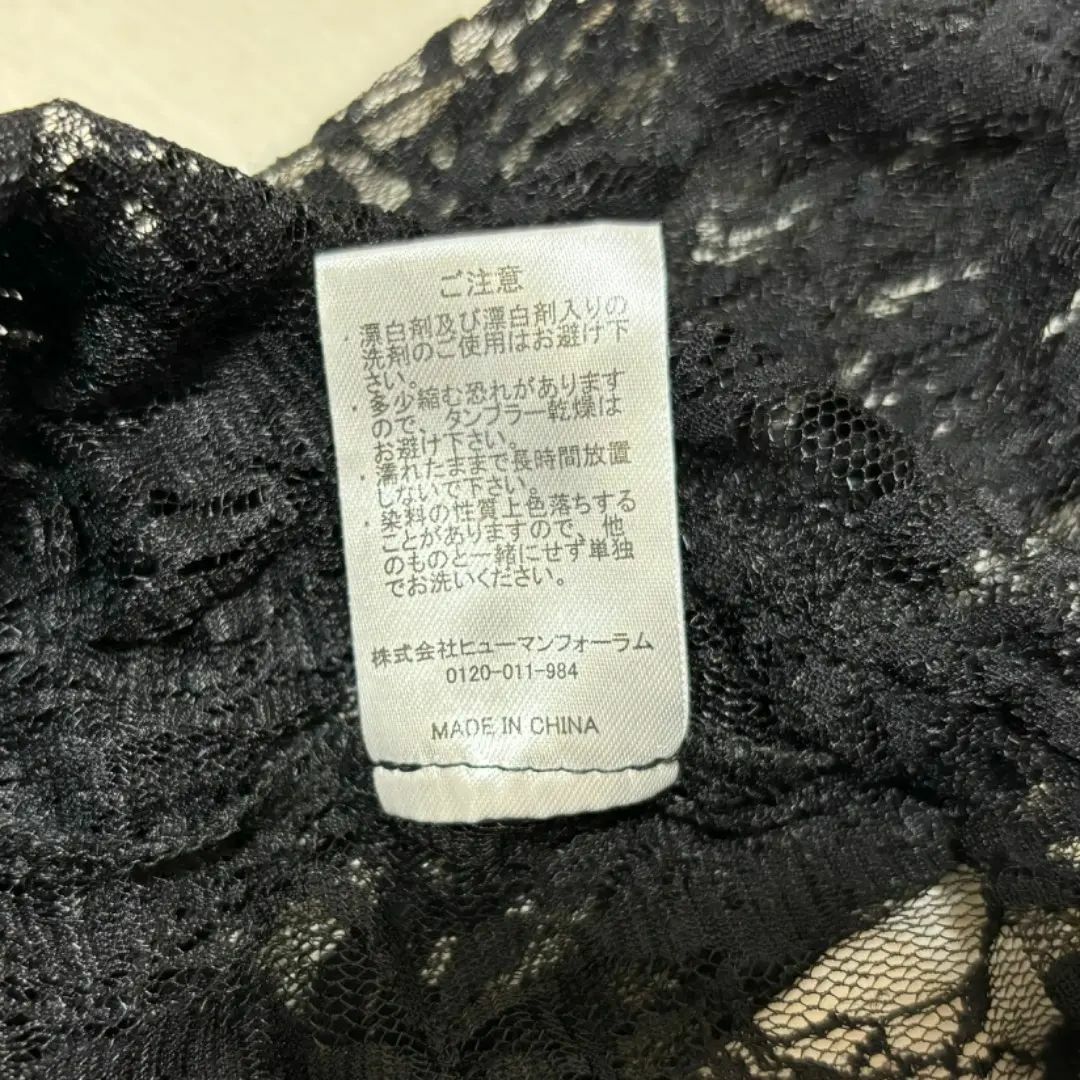 ご注意
・漂白剤及び漂白剤入りの
洗剤のご使用はお避け下
さい。
・多少、縮む恐れがあります
ので、タンブラー乾燥は
お避け下さい。
・濡れたままで長時間放置
しないで下さい。
・染料の性質上色落ちする
ことがありますので、他
のものと一緒にせず単独
でお洗いください。
株式会社ヒューマンフォーラム
0120-011-984
MADE IN CHINA